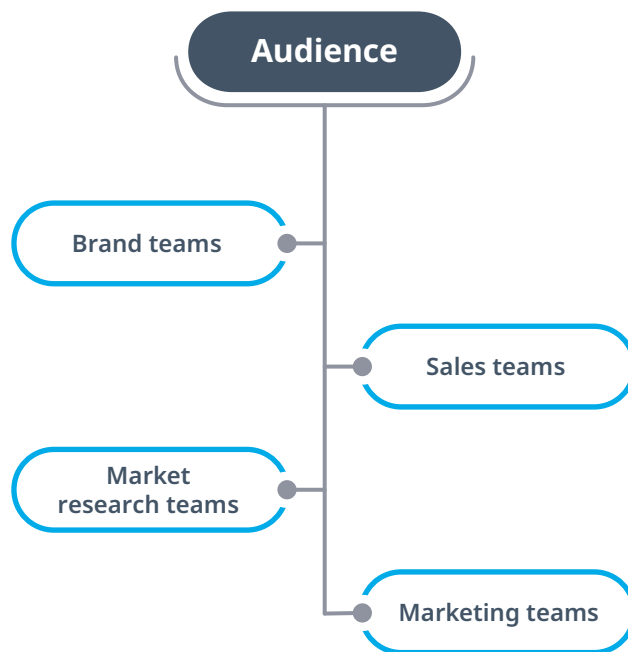 Audience
Brand teams
Sales teams
Market
research teams
Marketing teams